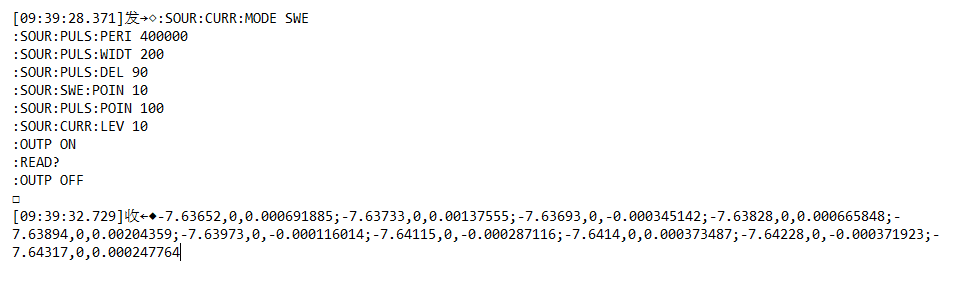 [09:39:28.371]发→◇:SOUR:CURR:MODE SWE
:SOUR:PULS:PERI 400000
:SOUR:PULS:WIDT 200
:SOUR:PULS:DEL 90
:SOUR:SWE:POIN 10
:SOUR:PULS:POIN 100
:SOUR:CURR:LEV 10
:OUTP ON
:READ?
:OUTP OFF
□
[09:39:32.729]收←◆-7.63652,0,0.000691885;-7.63733,0,0.00137555;-7.63693,0,-0.000345142;-7.63828,0,0.000665848;-
7.63894,0,0.00204359;-7.63973,0,-0.000116014;-7.64115,0,-0.000287116;-7.6414,0,0.000373487;-7.64228,0,-0.000371923;-
7.64317,0,0.000247764